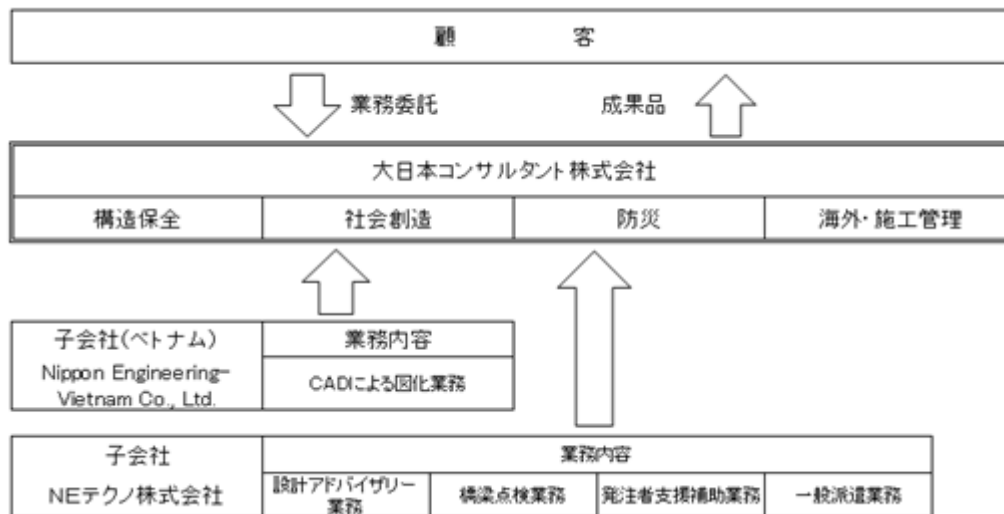 顧 客
業務委託 成果品
大日本コンサルタント株式会社
構造保全 社会創造 防災 海外・施工管理
子会社(ベトナム) 業務内容
Nippon Engineering-
Vietnam Co., Ltd.
CADによる図化業務
子会社 業務内容
NEテクノ株式会社
設計アドバイザリー
業務
橋梁点検業務 発注者支援補助業務 一般派遣業務